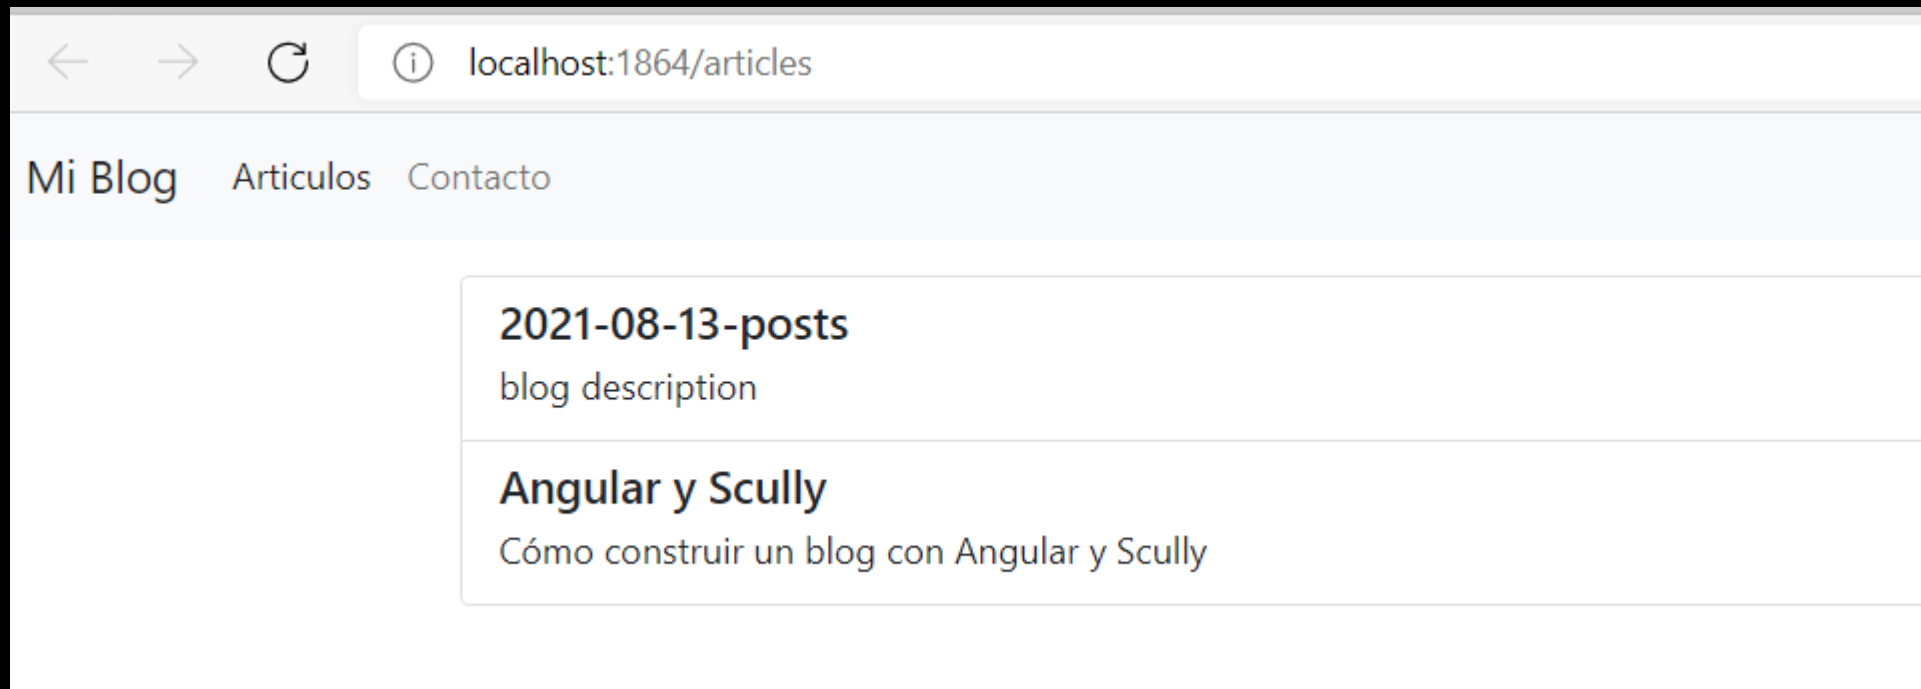 localhost:1864/articles
Mi Blog Articulos Contacto
2021-08-13-posts
blog description
Angular y Scully
Cómo construir un blog con Angular y Scully